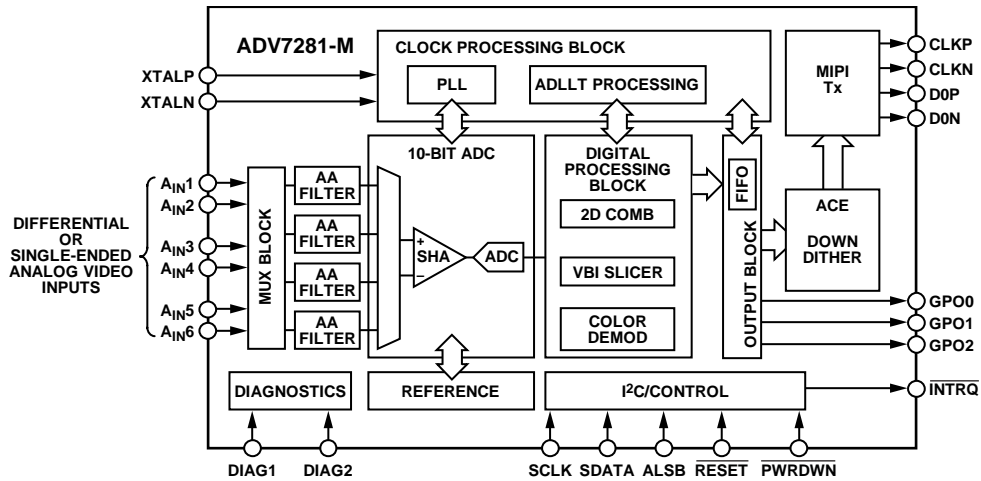 ADV7281-M
CLOCK PROCESSING BLOCK
PLL
ADLLT PROCESSING
MIPI
Tx
CLKP
CLKN
D0P
D0N
XTALP
XTALN
10-BIT ADC
DIGITAL
PROCESSING
BLOCK
FIFO
OUTPUT BLOCK
ACE
DOWN
DITHER
DIFFERENTIAL
OR
SINGLE-ENDED
ANALOG VIDEO
INPUTS
AIN1
AIN2
AIN3
AIN4
AIN5
AIN6
MUX BLOCK
AA
FILTER
AA
FILTER
AA
FILTER
AA
FILTER
+
SHA
–
ADC
2D COMB
VBI SLICER
COLOR
DEMOD
GPO0
GPO1
GPO2
DIAGNOSTICS
REFERENCE
I2C/CONTROL
INTRQ
DIAG1
DIAG2
SCLK
SDATA
ALSB
RESET
PWRDWN